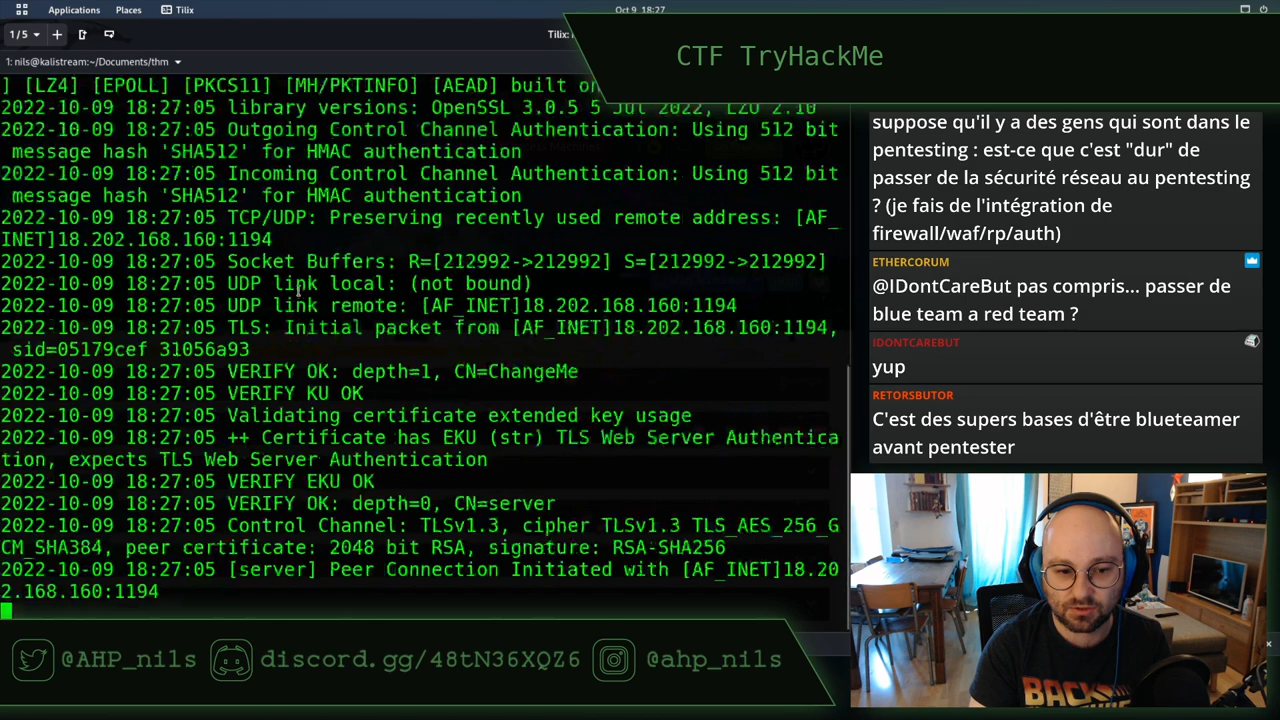 Applications Places Tilix Oct 9 18:27
1/5
1: nils@kalistream:~/Documents/thm
Tilix:
CTF TryHackMe
] [LZ4] [EPOLL] [PKCS11] [MH/PKTINFO] [AEAD] built on
2022-10-09 18:27:05 library versions: OpenSSL 3.0.5 5 Jul 2022, LZO 2.10
2022-10-09 18:27:05 Outgoing Control Channel Authentication: Using 512 bit
message hash 'SHA512' for HMAC authentication
2022-10-09 18:27:05 Incoming Control Channel Authentication: Using 512 bit
message hash 'SHA512' for HMAC authentication
2022-10-09 18:27:05 TCP/UDP: Preserving recently used remote address: [AF_
INET]18.202.168.160:1194
2022-10-09 18:27:05 Socket Buffers: R=[212992->212992] S=[212992->212992]
2022-10-09 18:27:05 UDP link local: (not bound)
2022-10-09 18:27:05 UDP link remote: [AF_INET]18.202.168.160:1194
2022-10-09 18:27:05 TLS: Initial packet from [AF_INET]18.202.168.160:1194,
sid=05179cef 31056a93
2022-10-09 18:27:05 VERIFY OK: depth=1, CN=ChangeMe
2022-10-09 18:27:05 VERIFY KU OK
2022-10-09 18:27:05 Validating certificate extended key usage
2022-10-09 18:27:05 ++ Certificate has EKU (str) TLS Web Server Authentica
tion, expects TLS Web Server Authentication
2022-10-09 18:27:05 VERIFY EKU OK
2022-10-09 18:27:05 VERIFY OK: depth=0, CN=server
2022-10-09 18:27:05 Control Channel: TLSv1.3, cipher TLSv1.3 TLS_AES_256_G
CM_SHA384, peer certificate: 2048 bit RSA, signature: RSA-SHA256
2022-10-09 18:27:05 [server] Peer Connection Initiated with [AF_INET]18.20
2.168.160:1194
suppose qu'il y a des gens qui sont dans le
pentesting : est-ce que c'est "dur" de
passer de la sécurité réseau au pentesting
? (je fais de l'intégration de
firewall/waf/rp/auth)
ETHERCORUM
@IDontCareBut pas compris... passer de
blue team a red team ?
IDONTCAREBUT
yup
RETORSBUTOR
C'est des supers bases d'être blueteamer
avant pentester
@AHP_nils discord.gg/48tN36XQZ6 @ahp_nils
BACK